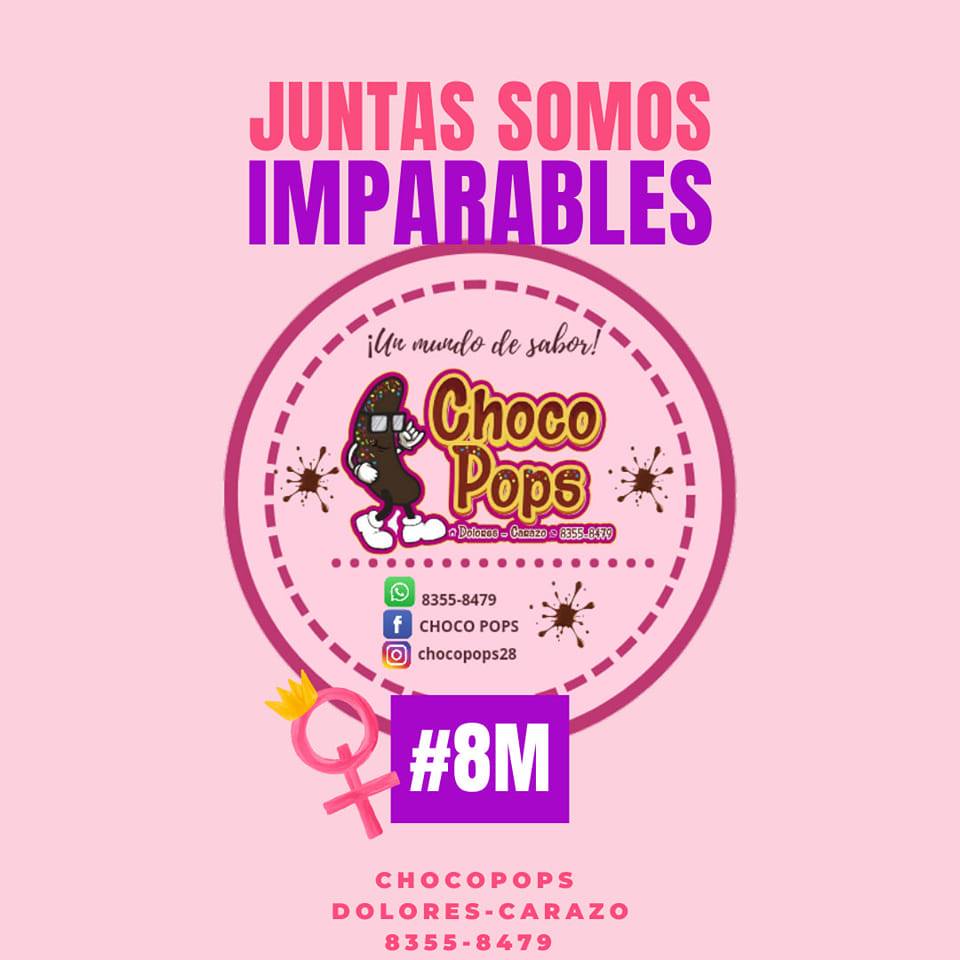 JUNTAS SOMOS
IMPARABLES
¡Un mundo de sabor!
Choco
Pops
Dolores - Carazo 8355-8479
8355-8479
CHOCO POPS
chocopops28
#8M
CHOCOPOPS
DOLORES-CARAZO
8355-8479